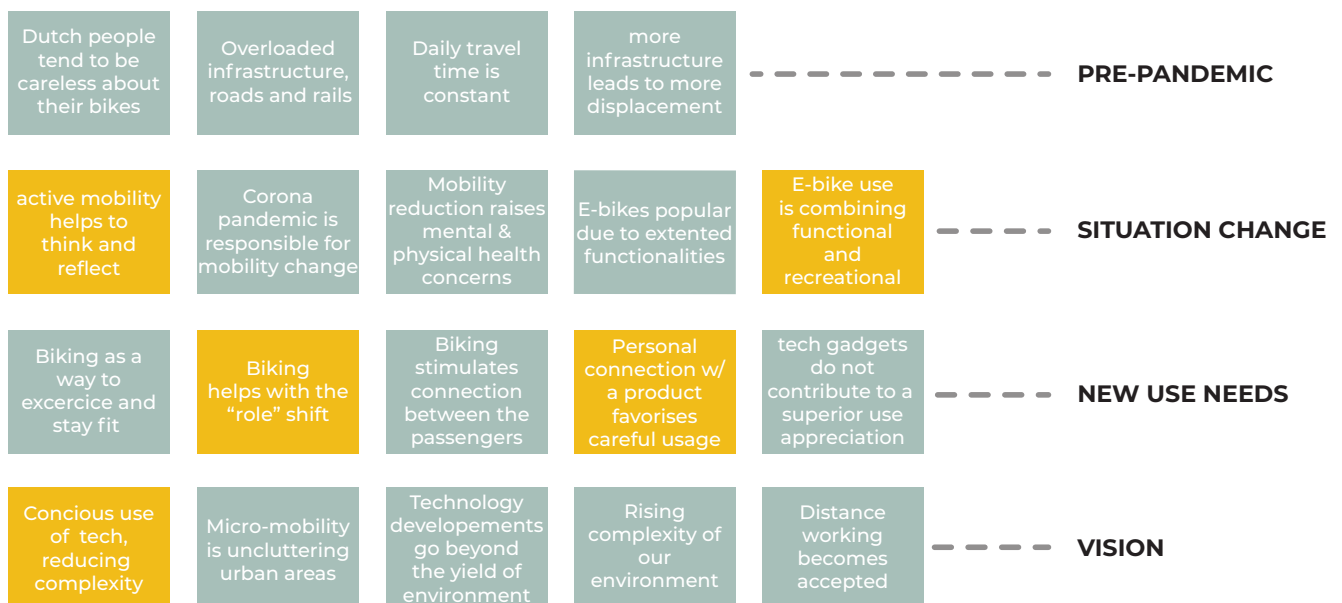 Dutch people
tend to be
careless about
their bikes
Overloaded
infrastructure,
roads and rails
Daily travel
time is
constant
more
infrastructure
leads to more
displacement
PRE-PANDEMIC
active mobility
helps to
think and
reflect
Corona
pandemic is
responsible for
mobility change
Mobility
reduction raises
mental &
physical health
concerns
E-bikes popular
due to extented
functionalities
E-bike use
is combining
functional
and
recreational
SITUATION CHANGE
Biking as a
way to
excercice and
stay fit
Biking
helps with the
“role” shift
Biking
stimulates
connection
between the
passengers
Personal
connection w/
a product
favorises
careful usage
tech gadgets
do not
contribute to a
superior use
appreciation
NEW USE NEEDS
Concious use
of tech,
reducing
complexity
Micro-mobility
is uncluttering
urban areas
Technology
developements
go beyond
the yield of
environment
Rising
complexity of
our
environment
Distance
working
becomes
accepted
VISION